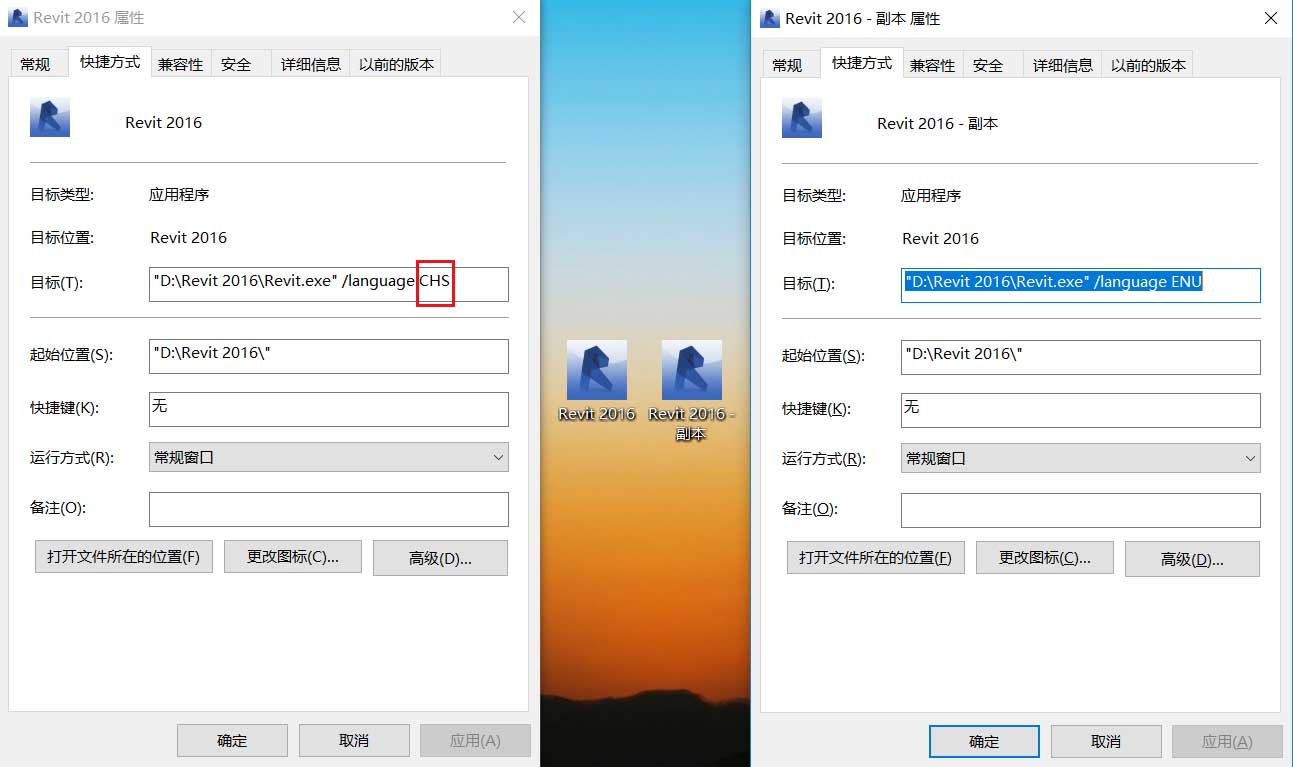 Revit 2016 属性
常规 快捷方式 兼容性 安全 详细信息 以前的版本
Revit 2016
目标类型: 应用程序
目标位置: Revit 2016
目标(T): "D:\Revit 2016\Revit.exe" /language CHS
起始位置(S): "D:\Revit 2016\"
快捷键(K): 无
运行方式(R): 常规窗口
备注(O):
打开文件所在的位置(F) 更改图标(C)... 高级(D)...
确定 取消 应用(A)
Revit 2016
Revit 2016 -
副本
Revit 2016 - 副本 属性
常规 快捷方式 兼容性 安全 详细信息 以前的版本
Revit 2016 - 副本
目标类型: 应用程序
目标位置: Revit 2016
目标(T): "D:\Revit 2016\Revit.exe" /language ENU
起始位置(S): "D:\Revit 2016\"
快捷键(K): 无
运行方式(R): 常规窗口
备注(O):
打开文件所在的位置(F) 更改图标(C)... 高级(D)...
确定 取消 应用(A)